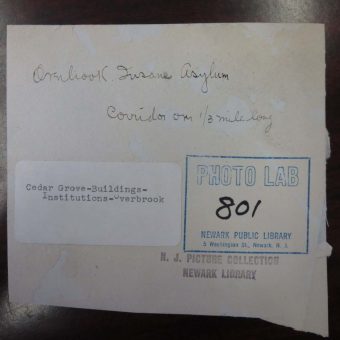 Overbrook. Insane Asylum
Corridor over 1/3 mile long
Cedar Grove-Buildings-
Institutions-Overbrook
PHOTO LAB
801
NEWARK PUBLIC LIBRARY
5 Washington St., Newark, N. J.
N. J. PICTURE COLLECTION
NEWARK LIBRARY